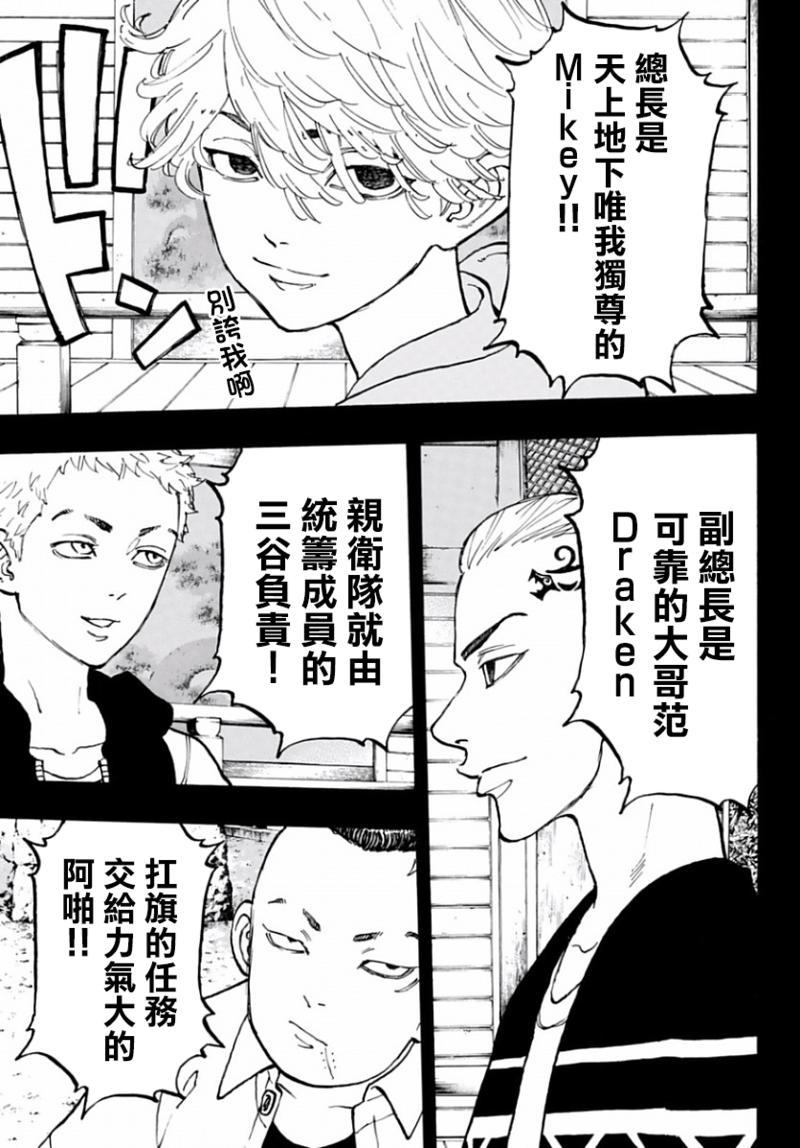 總長是
天上地下唯我獨尊的
Mikey!!
別誇我啊
ドンッ
副總長是
可靠的大哥范
Draken
親衛隊就由
統籌成員的
三谷負責！
扛旗的任務
交給力氣大的
阿啪!!